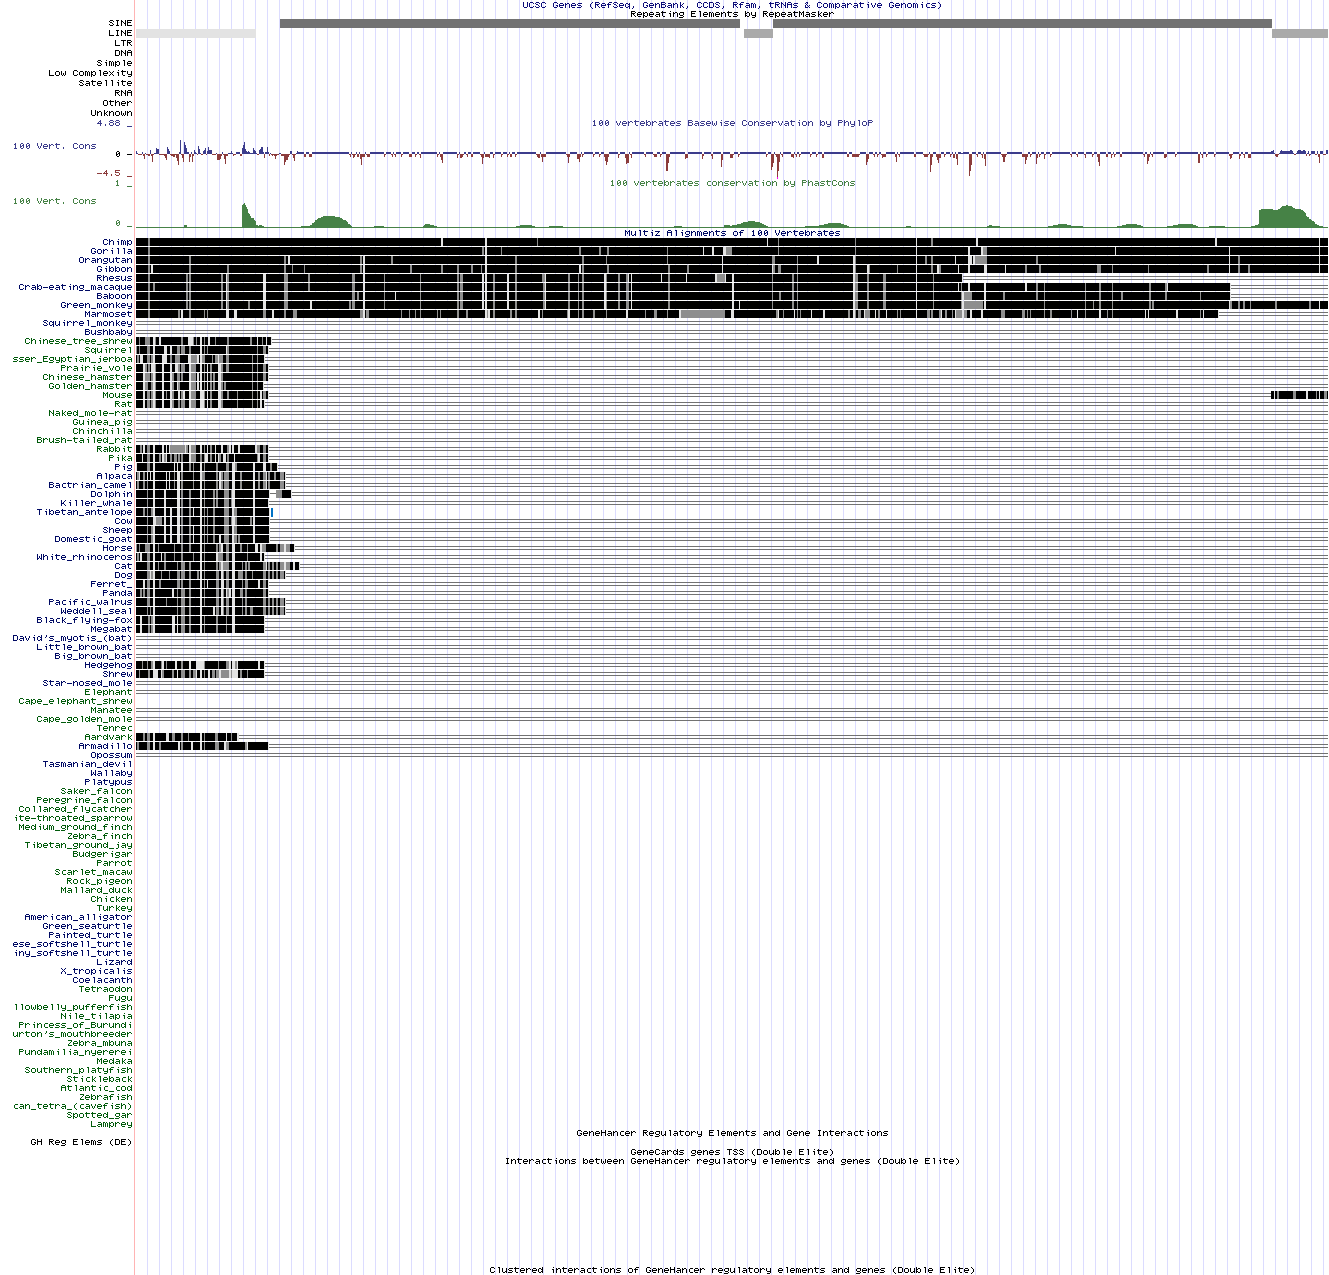 UCSC Genes (RefSeq, GenBank, CCDS, Rfam, tRNAs & Comparative Genomics)
Repeating Elements by RepeatMasker
SINE
LINE
LTR
DNA
Simple
Low Complexity
Satellite
RNA
Other
Unknown
4.88 _
100 vertebrates Basewise Conservation by PhyloP
100 Vert. Cons
0 _
-4.5 _
100 vertebrates conservation by PhastCons
1 _
100 Vert. Cons
0 _
Multiz Alignments of 100 Vertebrates
Chimp
Gorilla
Orangutan
Gibbon
Rhesus
Crab-eating_macaque
Baboon
Green_monkey
Marmoset
Squirrel_monkey
Bushbaby
Chinese_tree_shrew
Squirrel
sser_Egyptian_jerboa
Prairie_vole
Chinese_hamster
Golden_hamster
Mouse
Rat
Naked_mole-rat
Guinea_pig
Chinchilla
Brush-tailed_rat
Rabbit
Pika
Pig
Alpaca
Bactrian_camel
Dolphin
Killer_whale
Tibetan_antelope
Cow
Sheep
Domestic_goat
Horse
White_rhinoceros
Cat
Dog
Ferret_
Panda
Pacific_walrus
Weddell_seal
Black_flying-fox
Megabat
David's_myotis_(bat)
Little_brown_bat
Big_brown_bat
Hedgehog
Shrew
Star-nosed_mole
Elephant
Cape_elephant_shrew
Manatee
Cape_golden_mole
Tenrec
Aardvark
Armadillo
Opossum
Tasmanian_devil
Wallaby
Platypus
Saker_falcon
Peregrine_falcon
Collared_flycatcher
ite-throated_sparrow
Medium_ground_finch
Zebra_finch
Tibetan_ground_jay
Budgerigar
Parrot
Scarlet_macaw
Rock_pigeon
Mallard_duck
Chicken
Turkey
American_alligator
Green_seaturtle
Painted_turtle
ese_softshell_turtle
iny_softshell_turtle
Lizard
X_tropicalis
Coelacanth
Tetraodon
Fugu
llowbelly_pufferfish
Nile_tilapia
Princess_of_Burundi
urton's_mouthbreeder
Zebra_mbuna
Pundamilia_nyererei
Medaka
Southern_platyfish
Stickleback
Atlantic_cod
Zebrafish
can_tetra_(cavefish)
Spotted_gar
Lamprey
GeneHancer Regulatory Elements and Gene Interactions
GH Reg Elems (DE)
GeneCards genes TSS (Double Elite)
Interactions between GeneHancer regulatory elements and genes (Double Elite)
Clustered interactions of GeneHancer regulatory elements and genes (Double Elite)